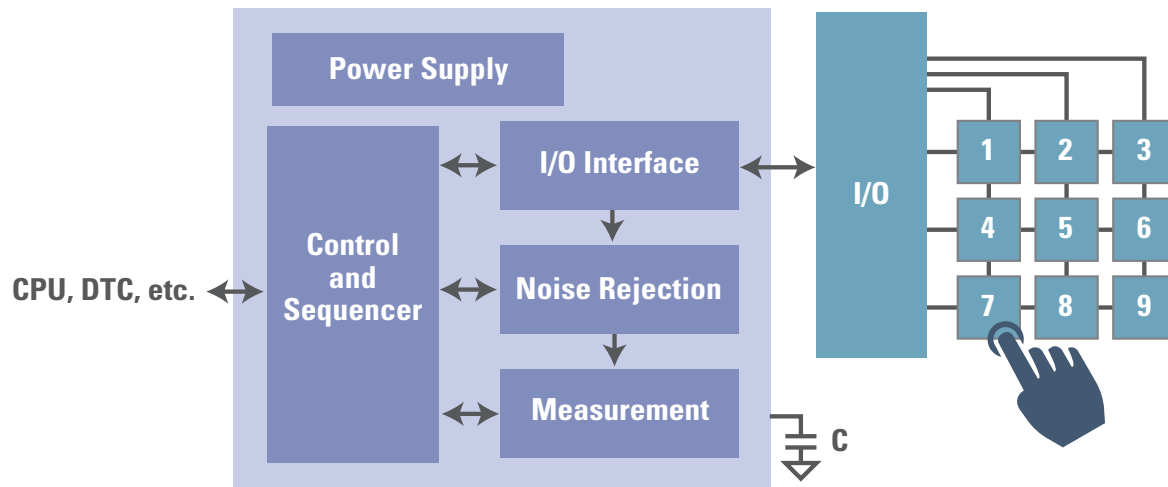 Power Supply
I/O Interface
Control
and
Sequencer
Noise Rejection
Measurement
CPU, DTC, etc.
C
I/O
1 2 3
4 5 6
7 8 9